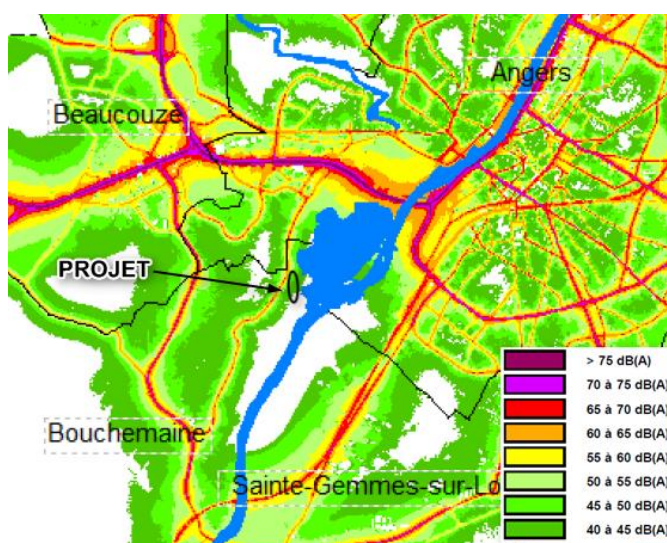 Angers
Beaucouze
PROJET
Bouchemaine
Sainte-Gemmes-sur-Lo
> 75 dB(A)
70 à 75 dB(A)
65 à 70 dB(A)
60 à 65 dB(A)
55 à 60 dB(A)
50 à 55 dB(A)
45 à 50 dB(A)
40 à 45 dB(A)